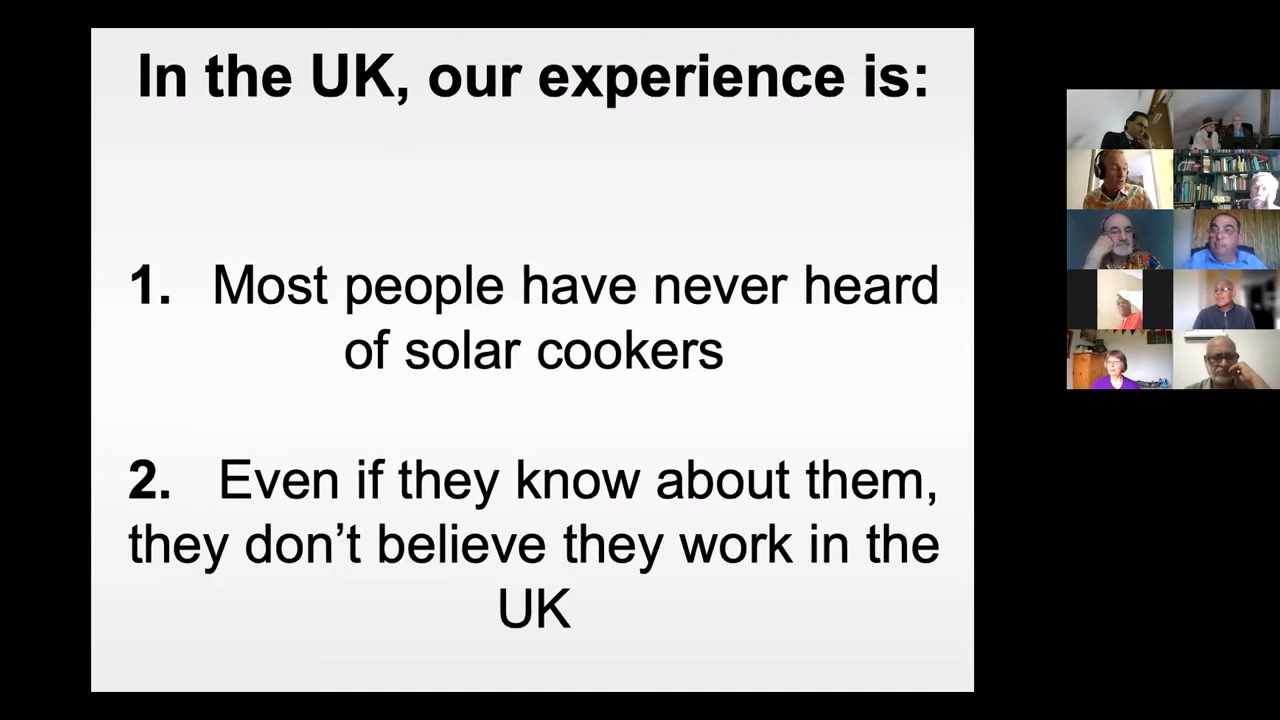 In the UK, our experience is:
1. Most people have never heard
of solar cookers
2. Even if they know about them,
they don’t believe they work in the
UK